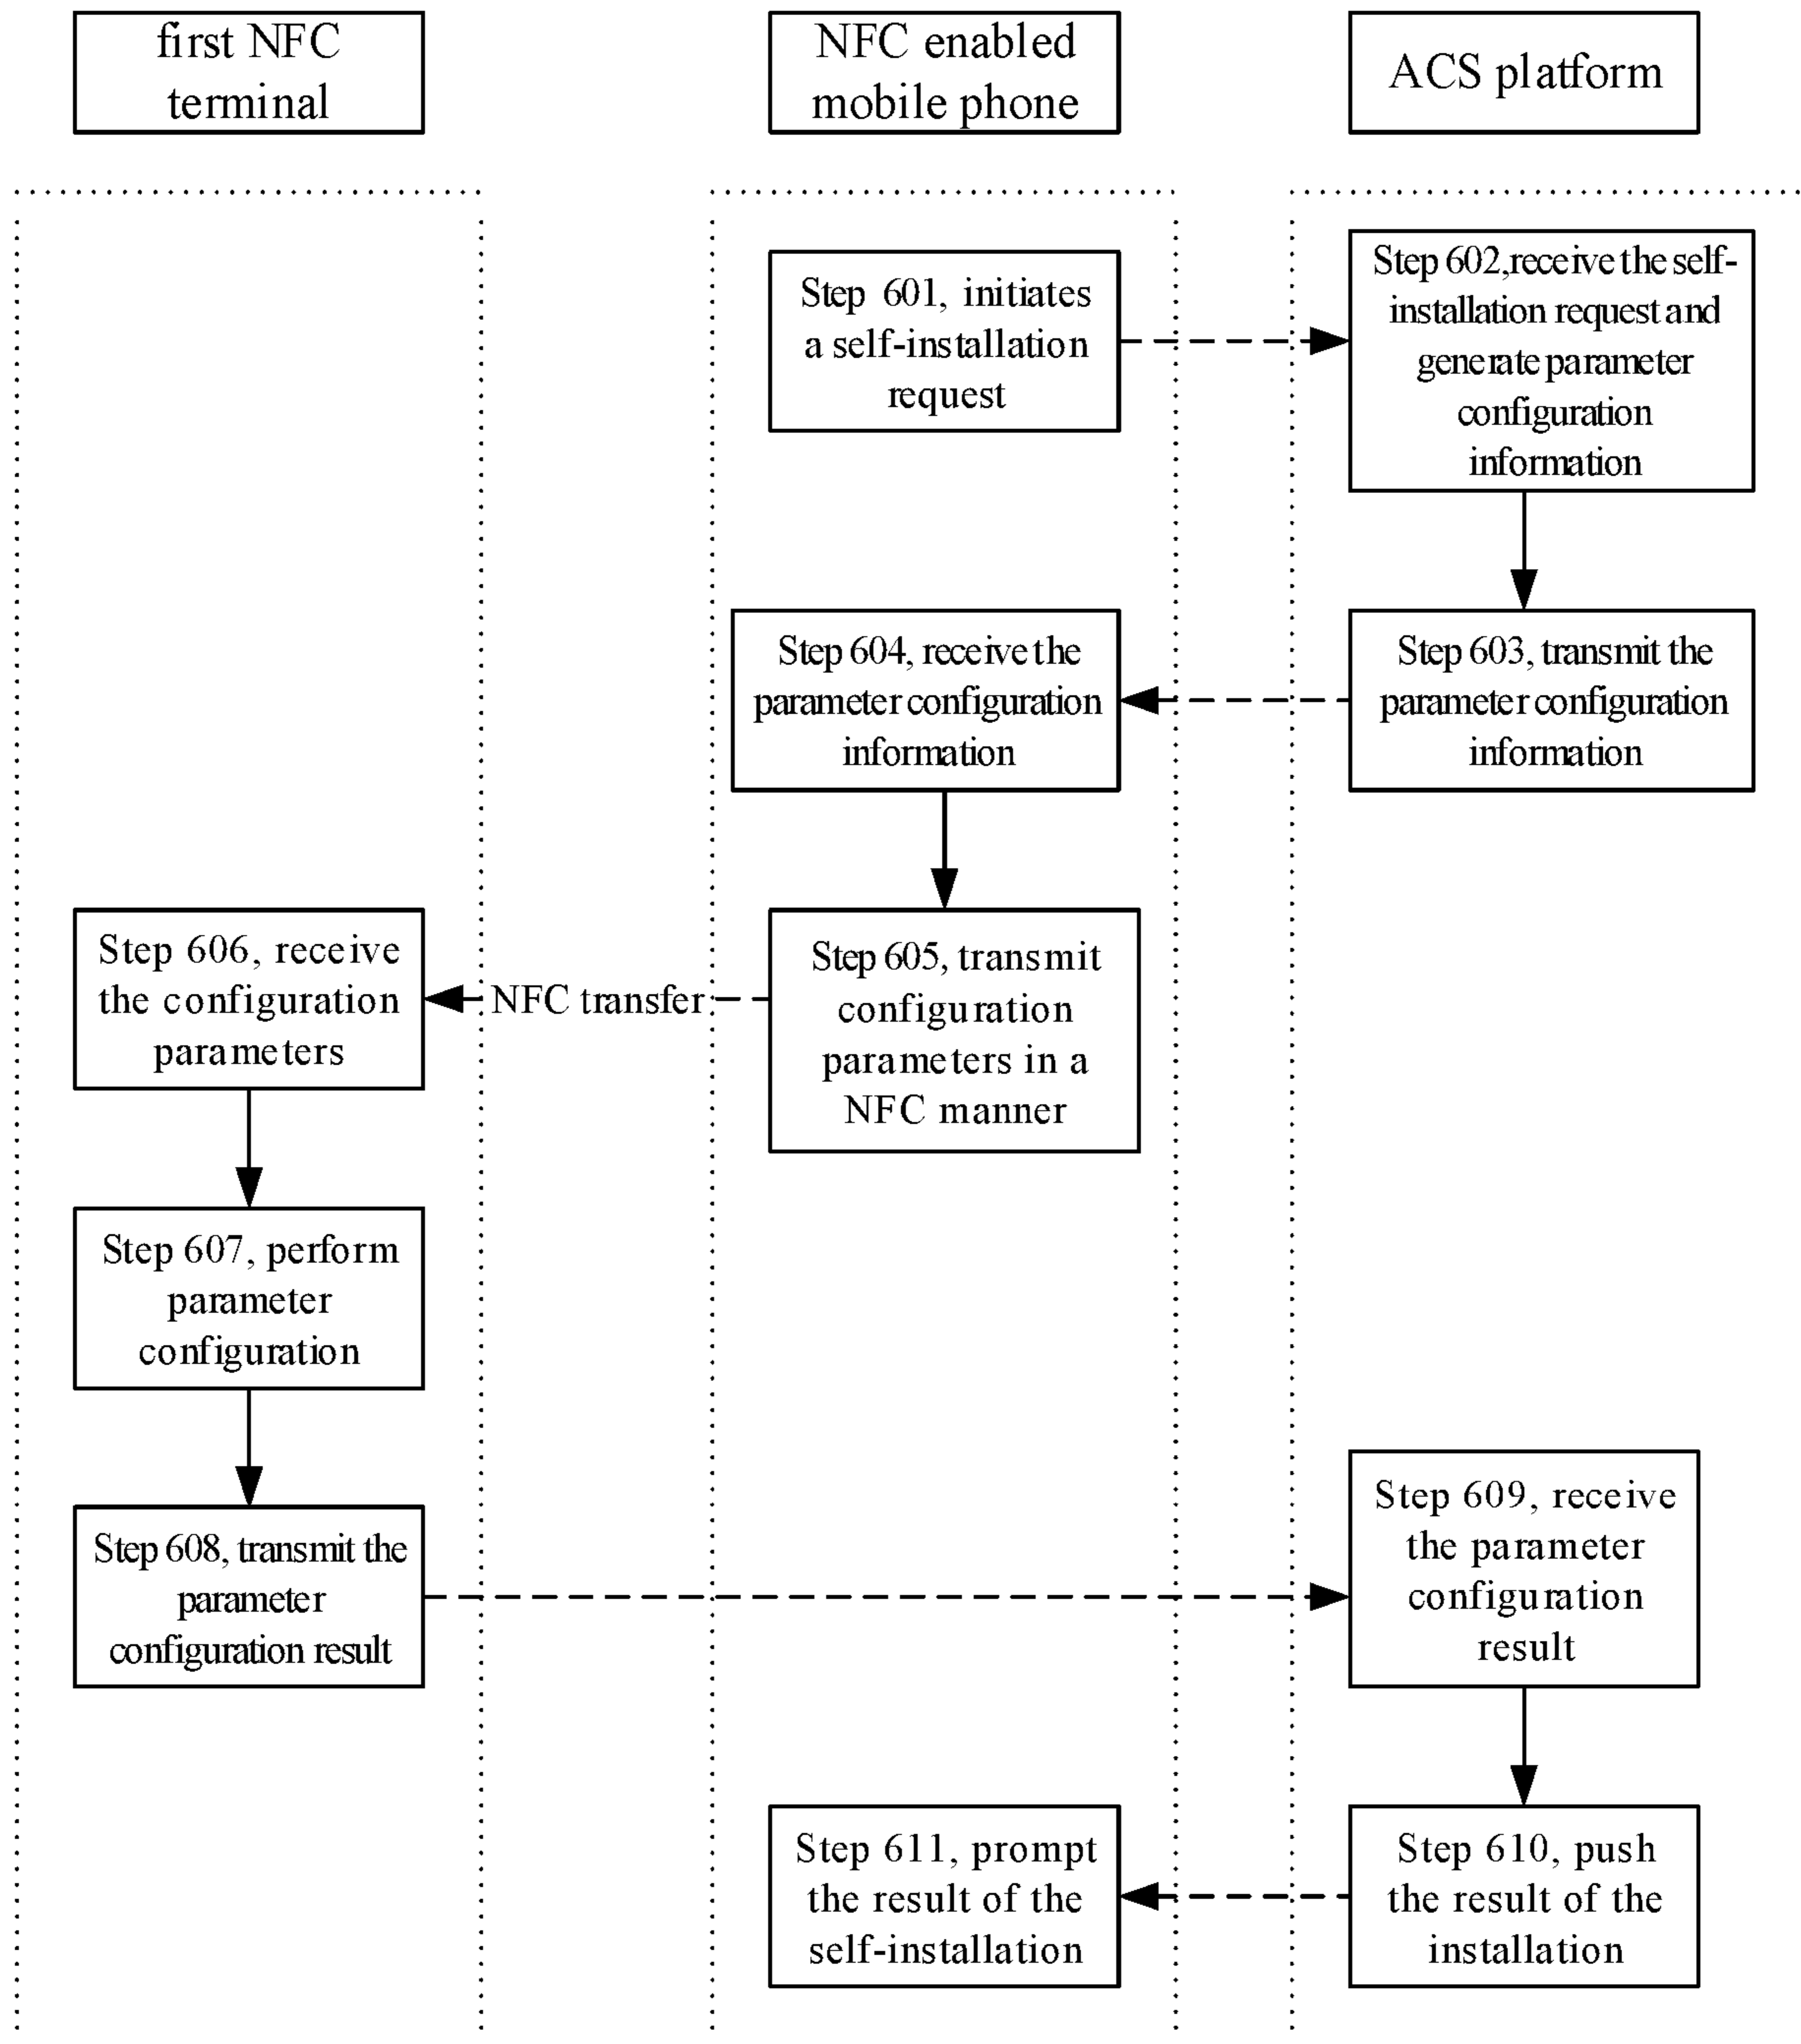 first NFC
terminal
NFC enabled
mobile phone
ACS platform
Step 601, initiates
a self-installation
request
Step 602,receive the self-
installation request and
generate parameter
configuration
information
Step 604, receive the
parameter configuration
information
Step 603, transmit the
parameter configuration
information
Step 606, receive
the configuration
parameters
NFC transfer
Step 605, transmit
configuration
parameters in a
NFC manner
Step 607, perform
parameter
configuration
Step 608, transmit the
parameter
configuration result
Step 609, receive
the parameter
configuration
result
Step 611, prompt
the result of the
self-installation
Step 610, push
the result of the
installation